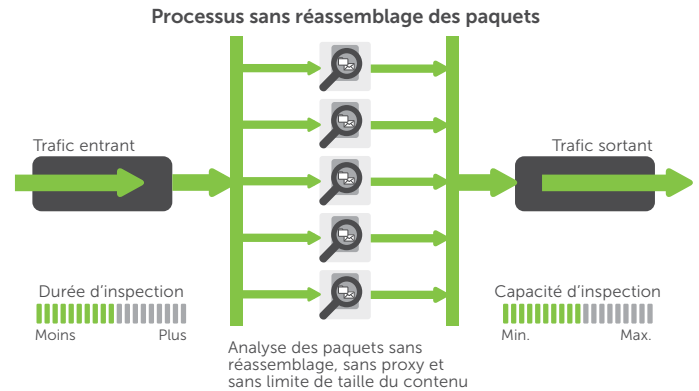 Processus sans réassemblage des paquets
Trafic entrant
Trafic sortant
Durée d’inspection
Moins Plus
Capacité d’inspection
Min. Max.
Analyse des paquets sans
réassemblage, sans proxy et
sans limite de taille du contenu